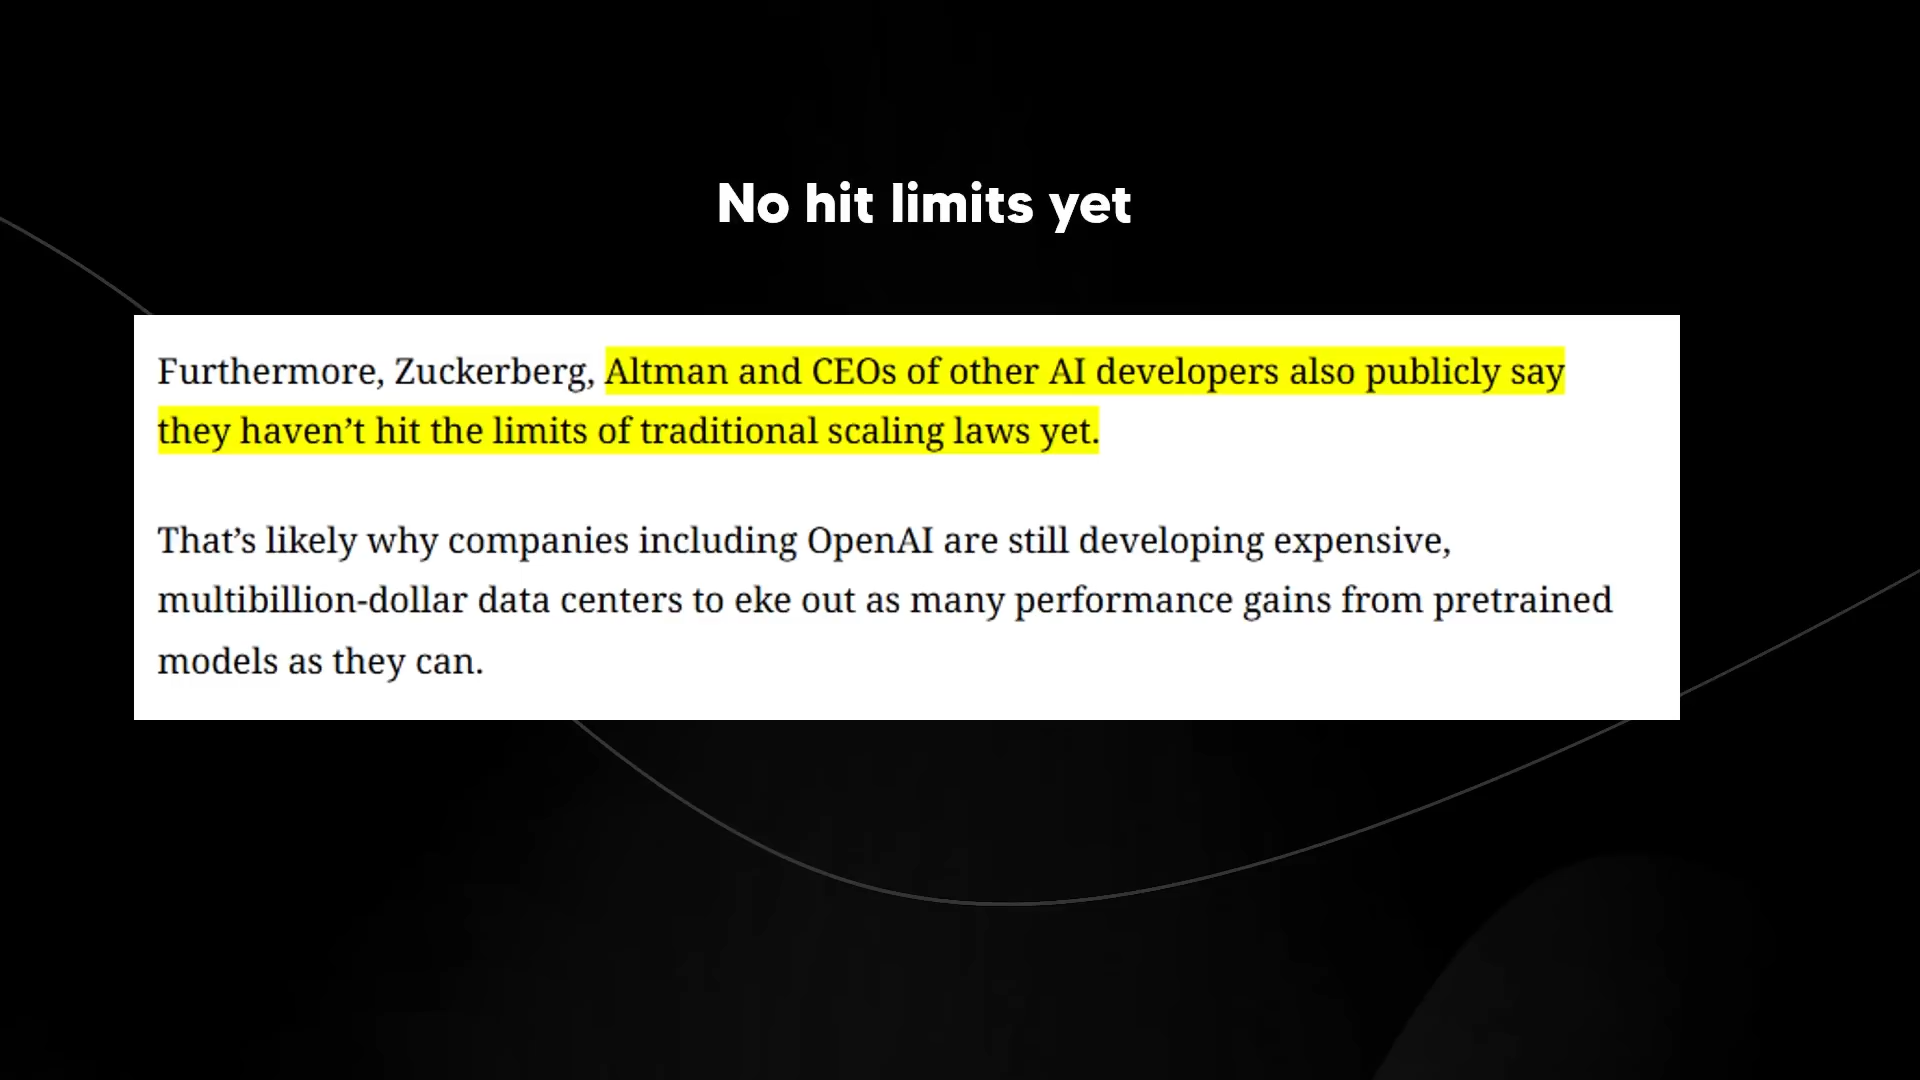 No hit limits yet
Furthermore, Zuckerberg, Altman and CEOs of other AI developers also publicly say
they haven’t hit the limits of traditional scaling laws yet.
That’s likely why companies including OpenAI are still developing expensive,
multibillion-dollar data centers to eke out as many performance gains from pretrained
models as they can.